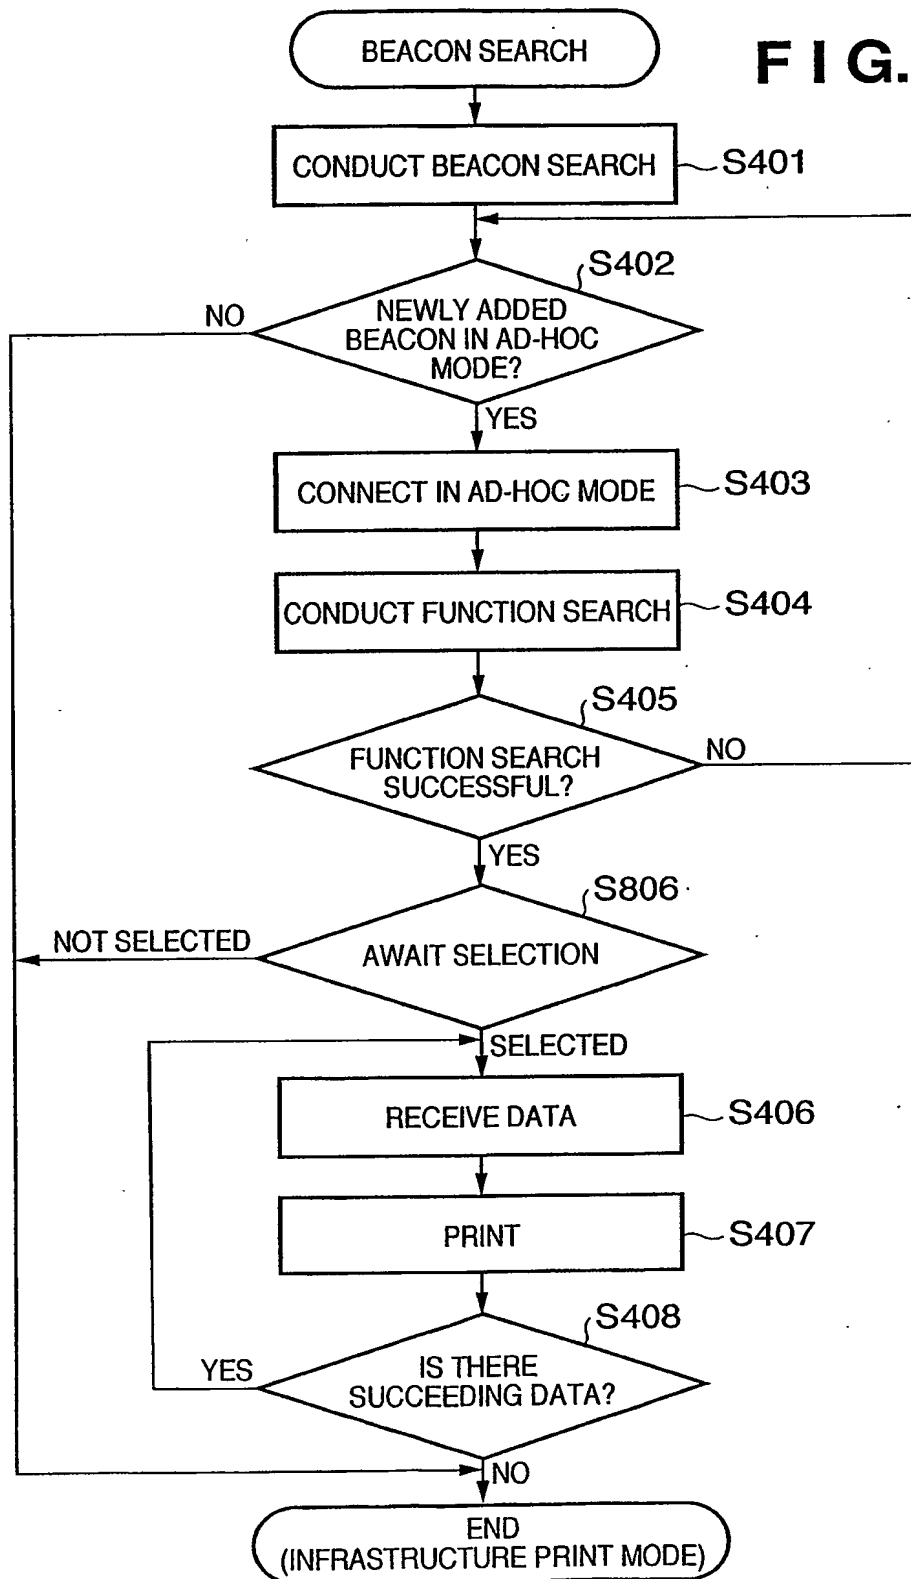 BEACON SEARCH
FIG.
CONDUCT BEACON SEARCH
S401
S402
NO
NEWLY ADDED
BEACON IN AD-HOC
MODE?
YES
CONNECT IN AD-HOC MODE
S403
CONDUCT FUNCTION SEARCH
S404
S405
FUNCTION SEARCH
SUCCESSFUL?
NO
YES
S806
NOT SELECTED
AWAIT SELECTION
SELECTED
RECEIVE DATA
S406
PRINT
S407
S408
YES
IS THERE
SUCCEEDING DATA?
NO
END
(INFRASTRUCTURE PRINT MODE)